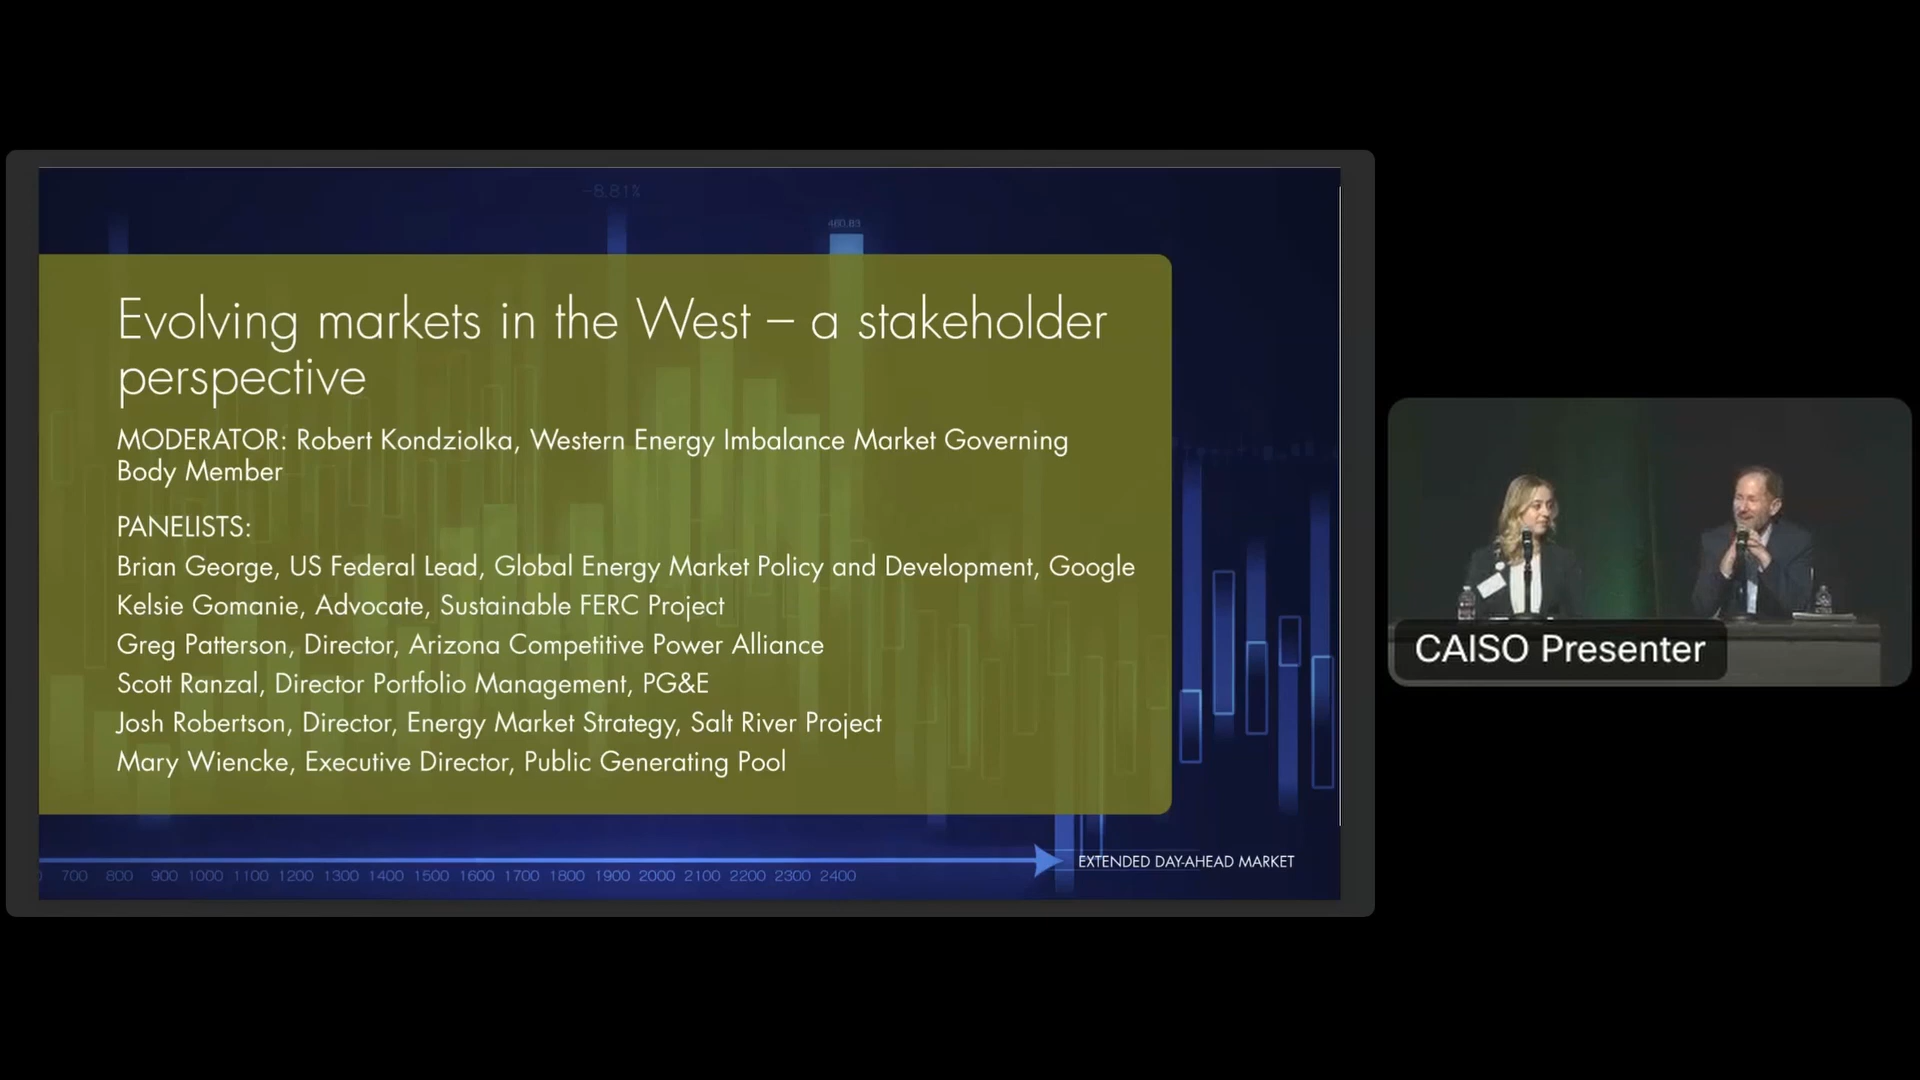 -8.81%
460.83
Evolving markets in the West – a stakeholder
perspective
MODERATOR: Robert Kondziolka, Western Energy Imbalance Market Governing
Body Member
PANELISTS:
Brian George, US Federal Lead, Global Energy Market Policy and Development, Google
Kelsie Gomanie, Advocate, Sustainable FERC Project
Greg Patterson, Director, Arizona Competitive Power Alliance
Scott Ranzal, Director Portfolio Management, PG&E
Josh Robertson, Director, Energy Market Strategy, Salt River Project
Mary Wiencke, Executive Director, Public Generating Pool
EXTENDED DAY-AHEAD MARKET
700 800 900 1000 1100 1200 1300 1400 1500 1600 1700 1800 1900 2000 2100 2200 2300 2400
CAISO Presenter